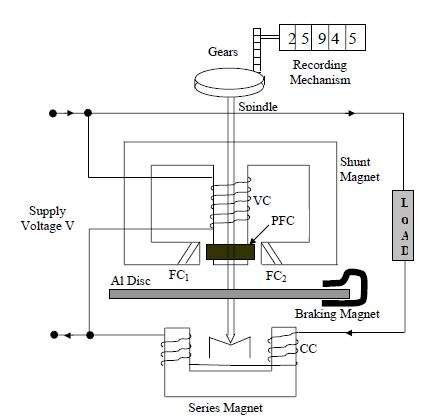 Gears
2 5 9 4 5
Recording
Mechanism
Spindle
Shunt
Magnet
VC
PFC
L
O
A
D
Supply
Voltage V
FC1
FC2
Al Disc
Braking Magnet
CC
Series Magnet